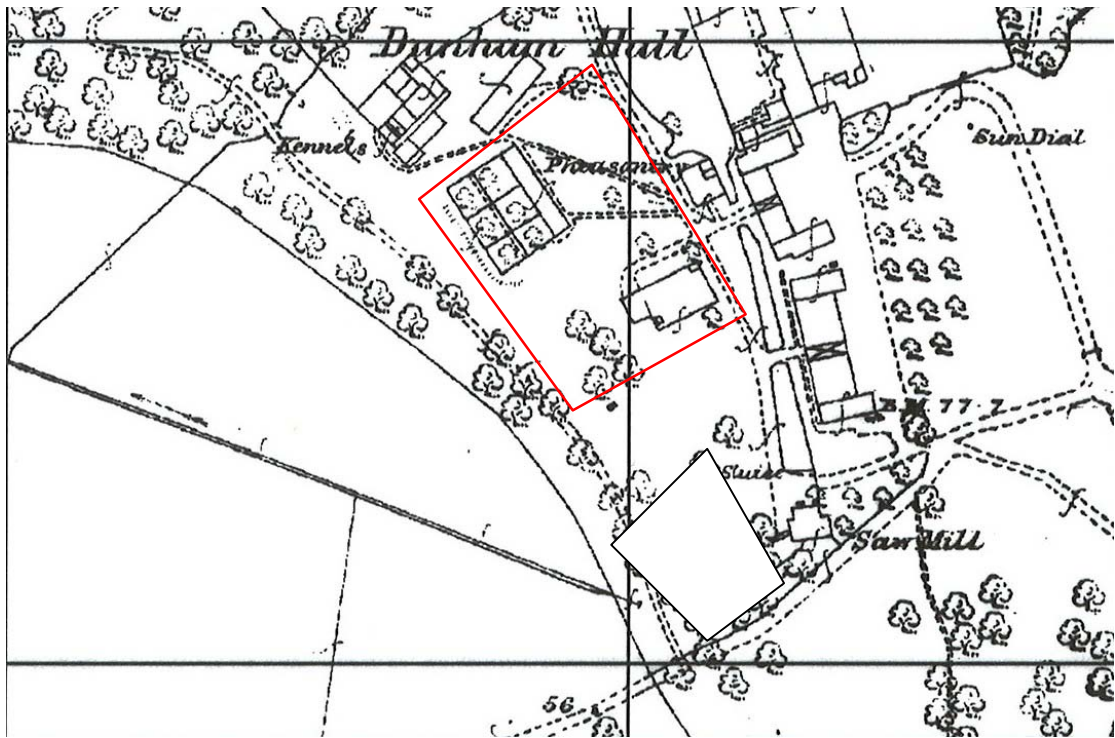 Dunham Hall
Kennels
Pheasantry
Sun Dial
B.M. 77.7
Sluice
Saw Mill
56